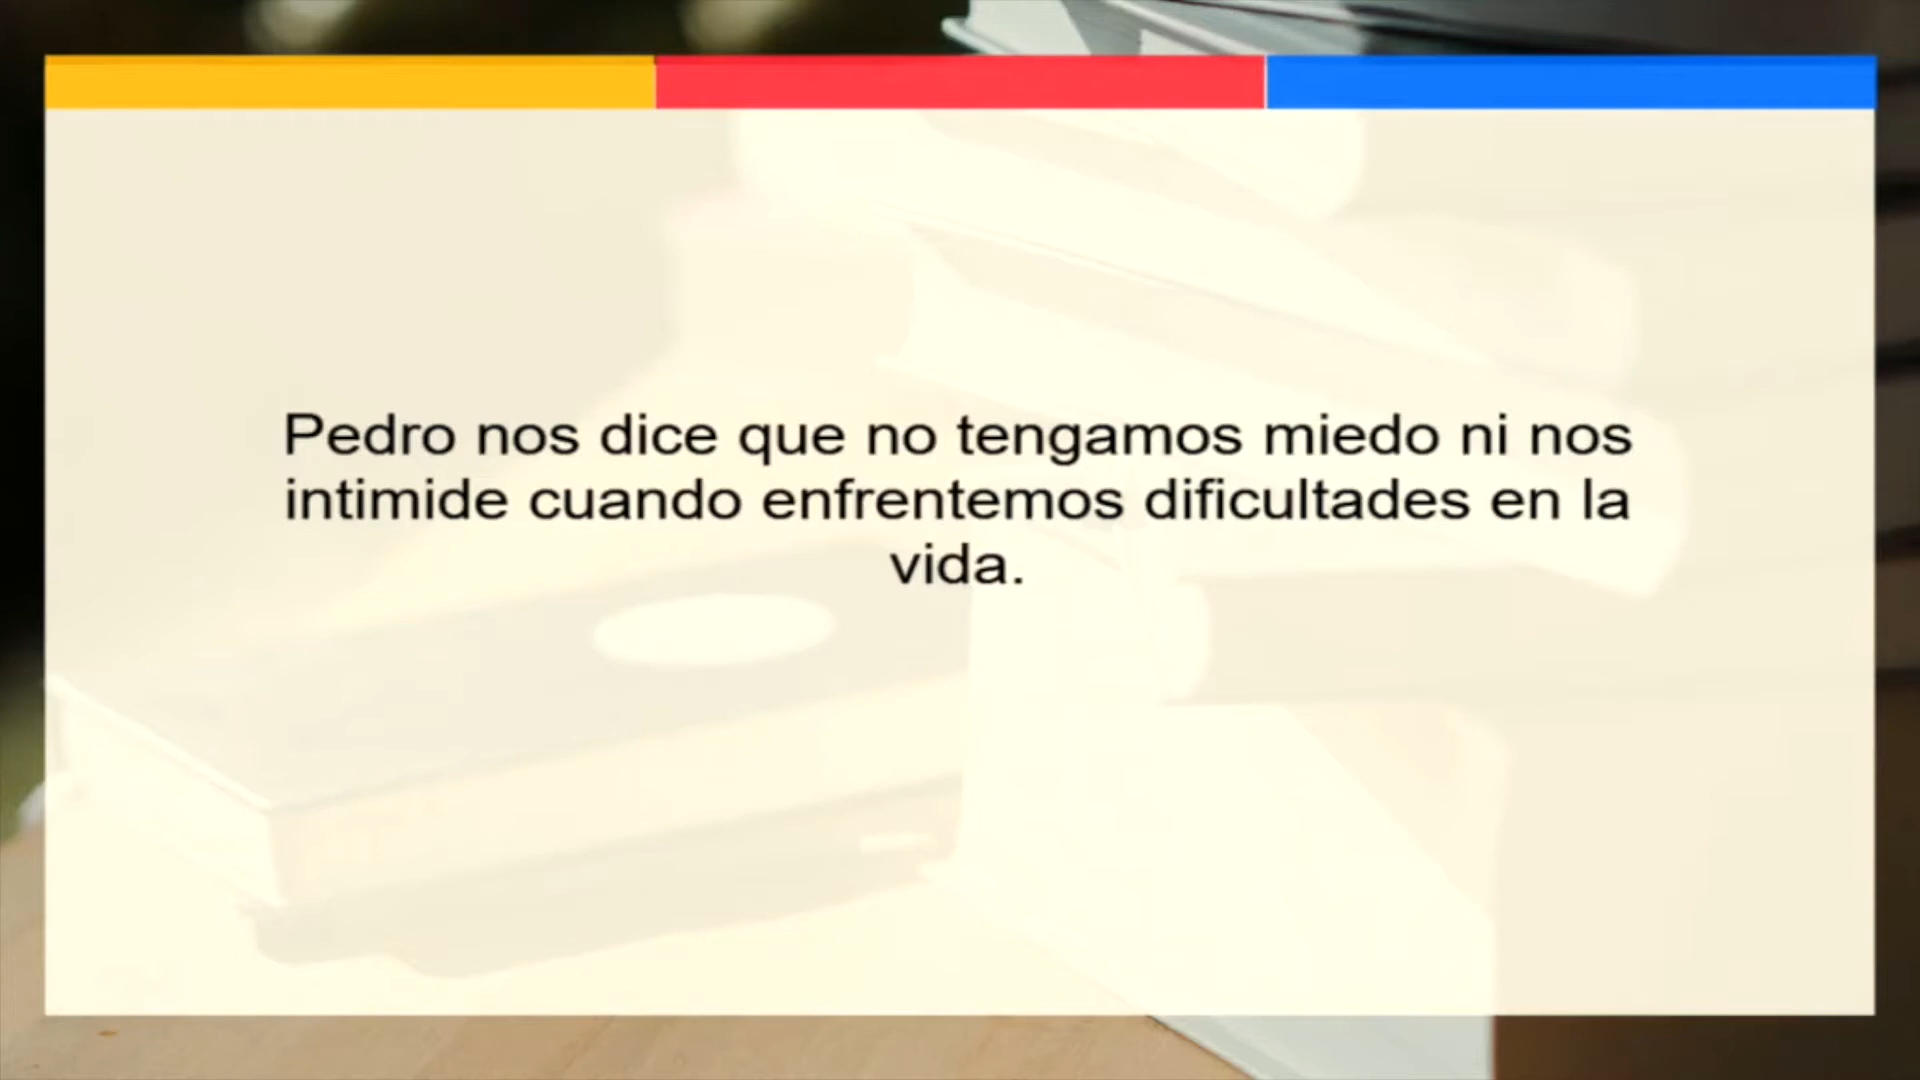 Pedro nos dice que no tengamos miedo ni nos
intimide cuando enfrentemos dificultades en la
vida.